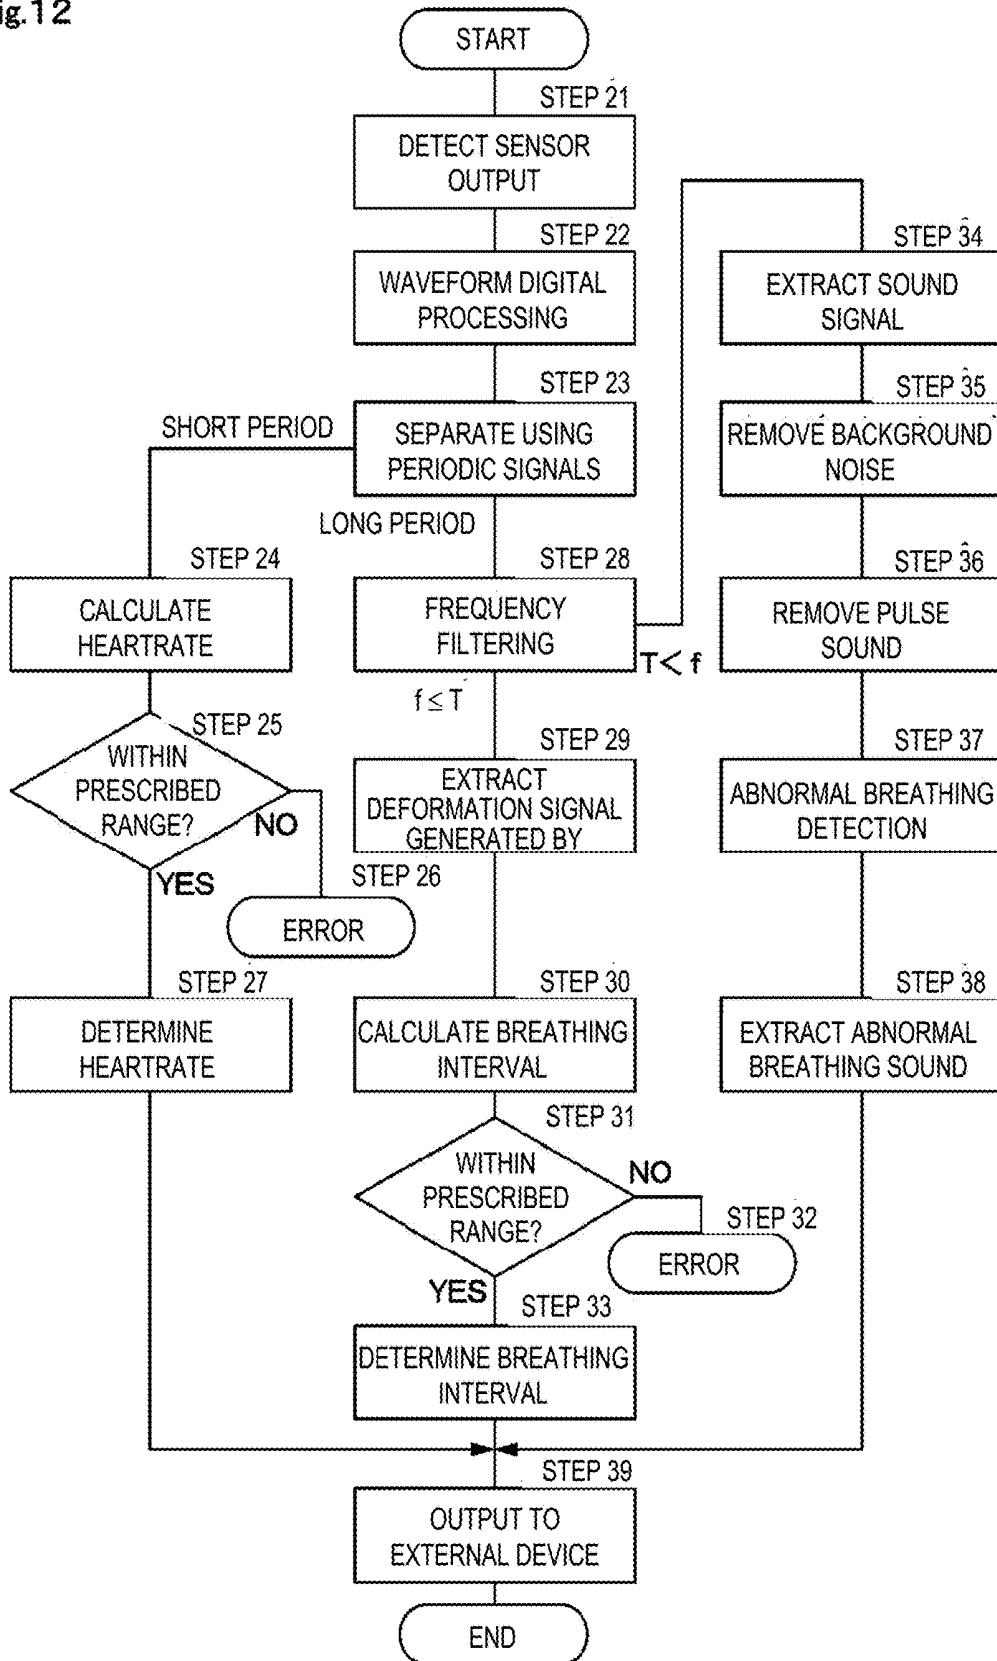 ig.12
START
STEP 21
DETECT SENSOR
OUTPUT
STEP 22
WAVEFORM DIGITAL
PROCESSING
STEP 23
SEPARATE USING
PERIODIC SIGNALS
SHORT PERIOD
LONG PERIOD
STEP 24
CALCULATE
HEARTRATE
STEP 25
WITHIN
PRESCRIBED
RANGE?
NO
YES
STEP 26
ERROR
STEP 27
DETERMINE
HEARTRATE
STEP 28
FREQUENCY
FILTERING
T< f
f ≤ T
STEP 29
EXTRACT
DEFORMATION SIGNAL
GENERATED BY
STEP 30
CALCULATE BREATHING
INTERVAL
STEP 31
WITHIN
PRESCRIBED
RANGE?
NO
YES
STEP 32
ERROR
STEP 33
DETERMINE BREATHING
INTERVAL
STEP 34
EXTRACT SOUND
SIGNAL
STEP 35
REMOVE BACKGROUND
NOISE
STEP 36
REMOVE PULSE
SOUND
STEP 37
ABNORMAL BREATHING
DETECTION
STEP 38
EXTRACT ABNORMAL
BREATHING SOUND
STEP 39
OUTPUT TO
EXTERNAL DEVICE
END